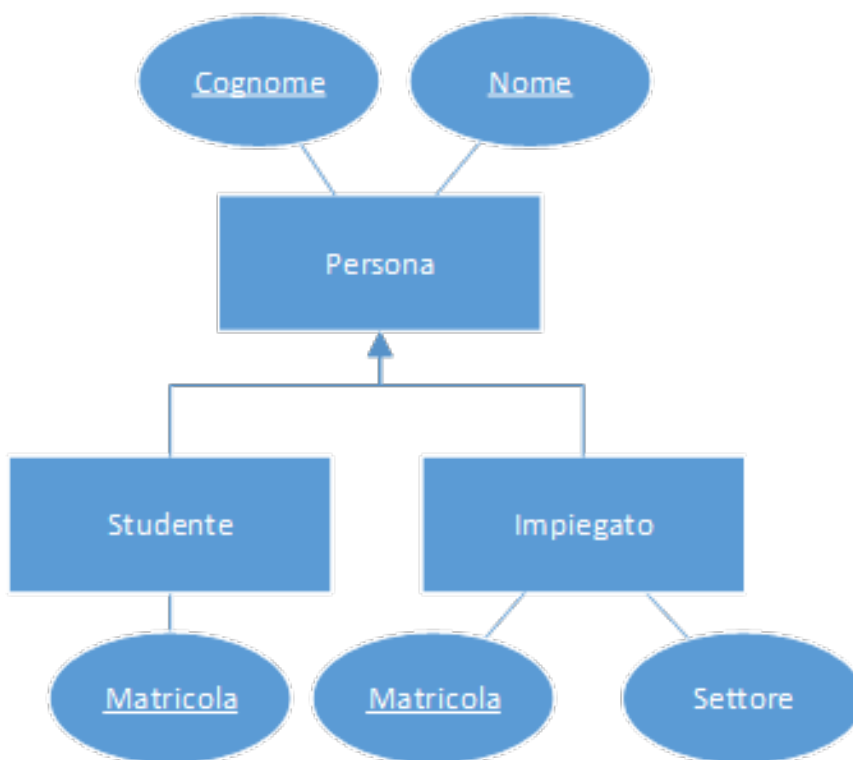 Cognome
Nome
Persona
Studente
Impiegato
Matricola
Matricola
Settore